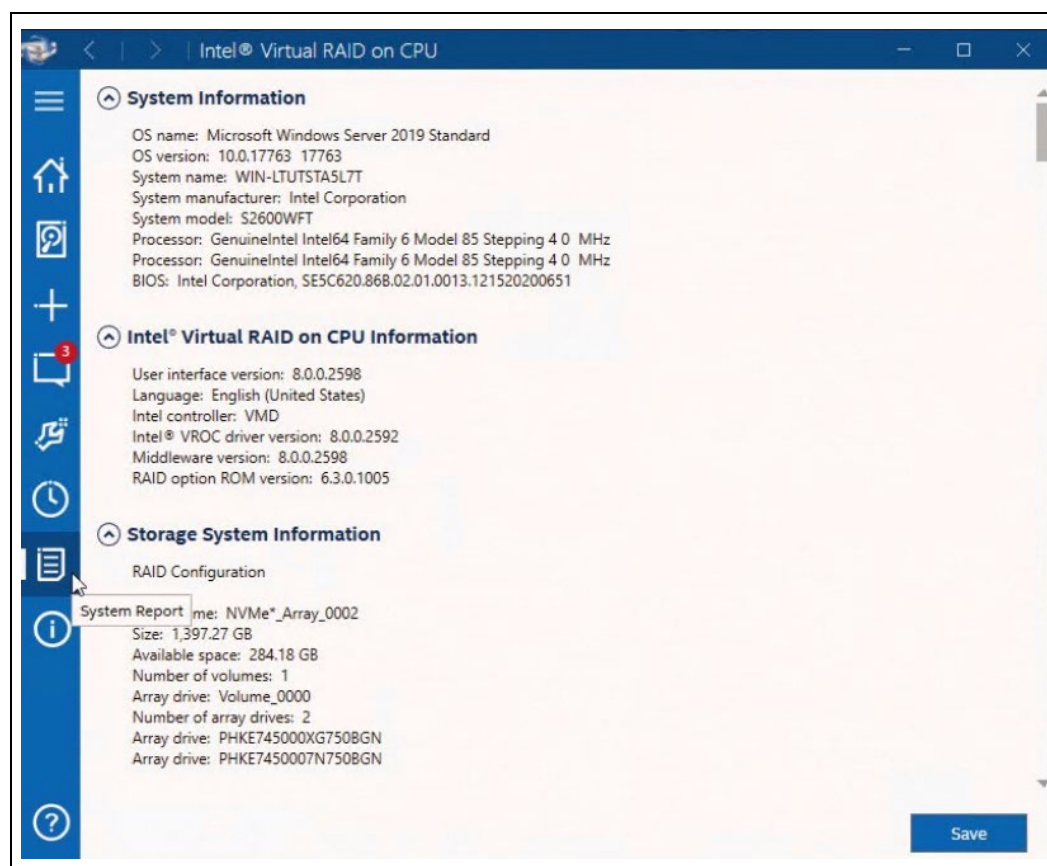 Intel® Virtual RAID on CPU
System Information
OS name: Microsoft Windows Server 2019 Standard
OS version: 10.0.17763 17763
System name: WIN-LTUTSTA5L7T
System manufacturer: Intel Corporation
System model: S2600WFT
Processor: GenuineIntel Intel64 Family 6 Model 85 Stepping 4 0 MHz
Processor: GenuineIntel Intel64 Family 6 Model 85 Stepping 4 0 MHz
BIOS: Intel Corporation, SE5C620.86B.02.01.0013.121520200651
Intel® Virtual RAID on CPU Information
3
User interface version: 8.0.0.2598
Language: English (United States)
Intel controller: VMD
Intel® VROC driver version: 8.0.0.2592
Middleware version: 8.0.0.2598
RAID option ROM version: 6.3.0.1005
Storage System Information
RAID Configuration
System Report
me: NVMe*_Array_0002
Size: 1,397.27 GB
Available space: 284.18 GB
Number of volumes: 1
Array drive: Volume_0000
Number of array drives: 2
Array drive: PHKE745000XG750BGN
Array drive: PHKE7450007N750BGN
Save